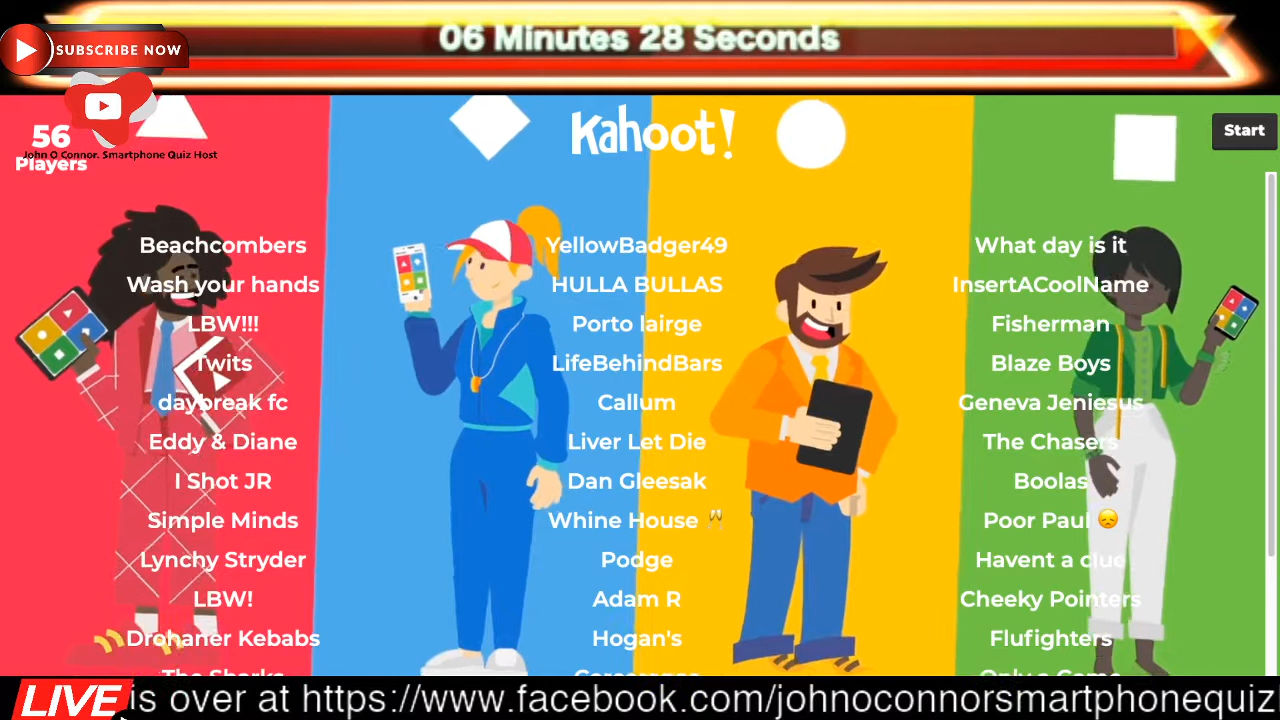 06 Minutes 28 Seconds
SUBSCRIBE NOW
Kahoot!
Start
56
Players
John O Connor. Smartphone Quiz Host
Beachcombers YellowBadger49 What day is it
Wash your hands HULLA BULLAS InsertACoolName
LBW!!! Porto lairge Fisherman
Twits LifeBehindBars Blaze Boys
daybreak fc Callum Geneva Jeniesus
Eddy & Diane Liver Let Die The Chasers
I Shot JR Dan Gleesak Boolas
Simple Minds Whine House 🥂 Poor Paul 😞
Lynchy Stryder Podge Havent a clue
LBW! Adam R Cheeky Pointers
Drohaner Kebabs Hogan's Flufighters
The Sharks Only a Game
LIVE is over at https://www.facebook.com/johnoconnorsmartphonequiz